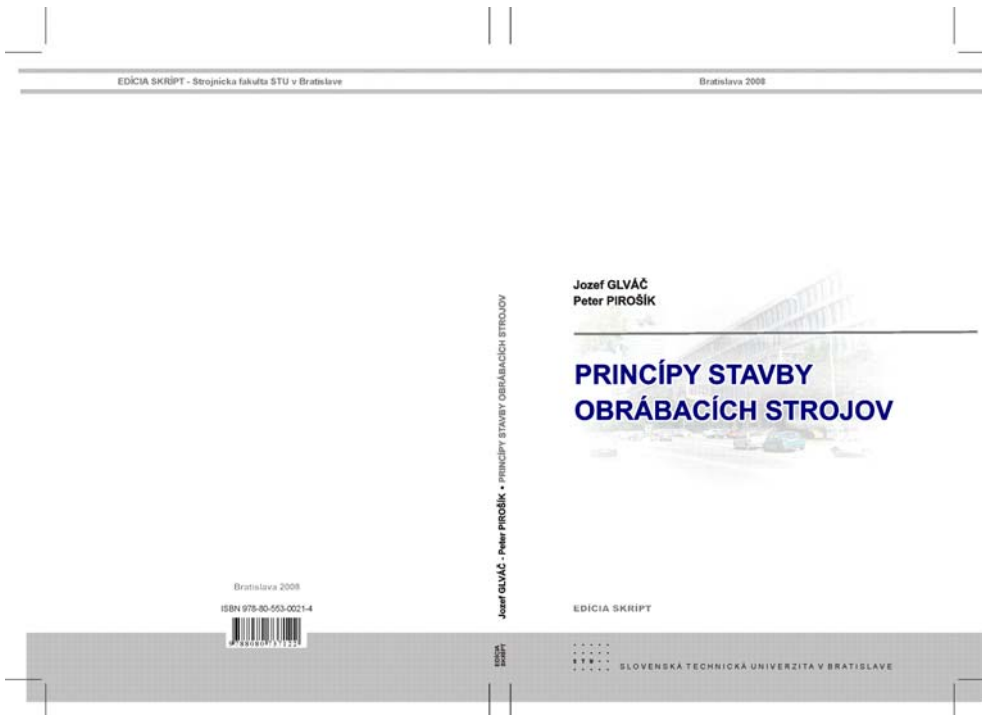 EDÍCIA SKRÍPT - Strojnícka fakulta STU v Bratislave
Bratislava 2008
ISBN 978-80-553-0021-4
Jozef GLVÁČ - Peter PIROŠÍK • PRINCÍPY STAVBY OBRÁBACÍCH STROJOV
EDÍCIA
SKRÍPT
Bratislava 2008
Jozef GLVÁČ
Peter PIROŠÍK
PRINCÍPY STAVBY
OBRÁBACÍCH STROJOV
EDÍCIA SKRÍPT
S T U
SLOVENSKÁ TECHNICKÁ UNIVERZITA V BRATISLAVE